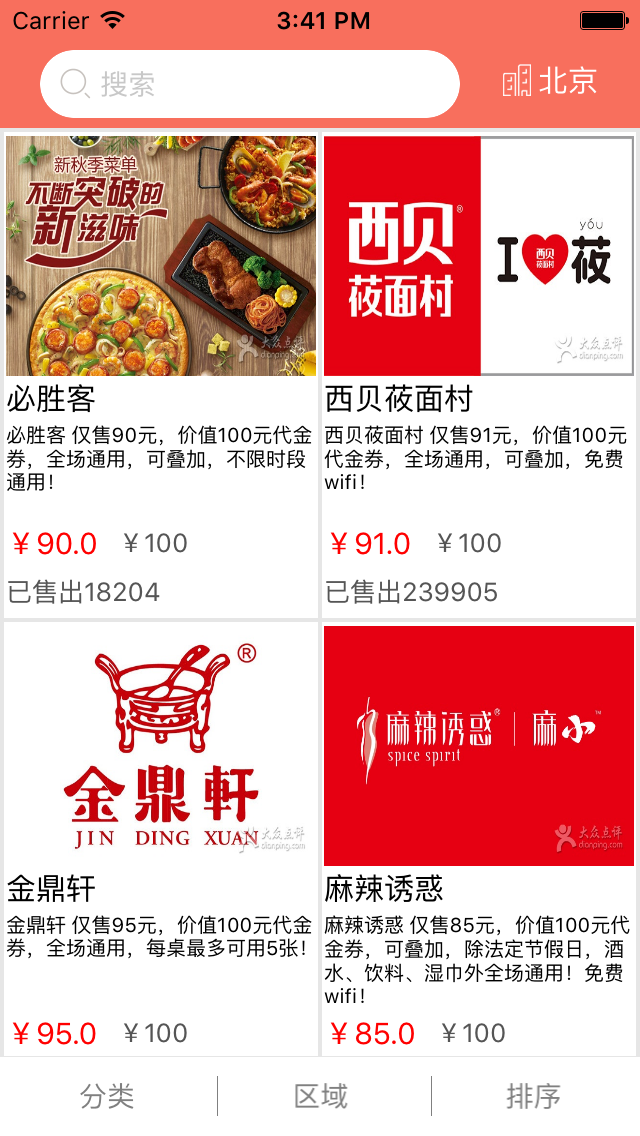 Carrier
3:41 PM
搜索
北京
新秋季菜单
不断突破的
新滋味
大众点评
dianping.com
必胜客
必胜客 仅售90元，价值100元代金
券，全场通用，可叠加，不限时段
通用！
￥90.0 ￥100
已售出18204
西贝®
莜面村
yóu
I 西贝莜面村 莜
大众点评
dianping.com
西贝莜面村
西贝莜面村 仅售91元，价值100元
代金券，全场通用，可叠加，免费
wifi！
￥91.0 ￥100
已售出239905
®
金鼎軒
JIN DING XUAN
大众点评
dianping.com
金鼎轩
金鼎轩 仅售95元，价值100元代金
券，全场通用，每桌最多可用5张！
￥95.0 ￥100
麻辣诱惑® | 麻小™
spice spirit
大众点评
dianping.com
麻辣诱惑
麻辣诱惑 仅售85元，价值100元代
金券，可叠加，除法定节假日，酒
水、饮料、湿巾外全场通用！免费
wifi！
￥85.0 ￥100
分类
区域
排序